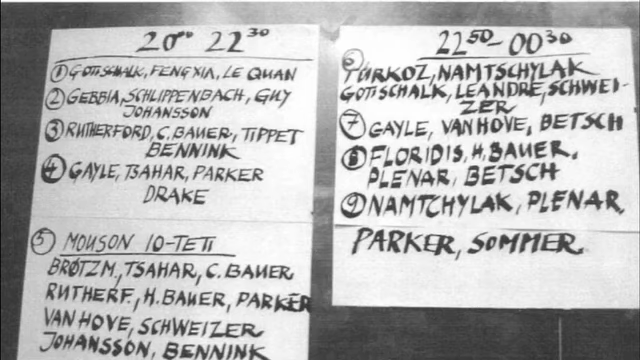 20⁰⁰ 22³⁰
① GOTTSCHALK, FENG XIA, LE QUAN
② GEBBIA, SCHLIPPENBACH, GUY
JOHANSSON
③ RUTHERFORD, C. BAUER, TIPPET
BENNINK
④ GAYLE, TSAHAR, PARKER
DRAKE
⑤ MOUSON 10-TETT
BRØTZM., TSAHAR, C. BAUER
RUTHERF., H. BAUER, PARKER
VAN HOVE, SCHWEIZER
JOHANSSON, BENNINK
22⁵⁰-00³⁰
⑥ PÜRKOZ, NAMTSCHYLAK
GOTTSCHALK, LEANDRE, SCHWEI-
ZER
⑦ GAYLE, VAN HOVE, BETSCH
⑧ FLORIDIS, H. BAUER,
PLENAR, BETSCH
⑨ NAMTCHYLAK, PLENAR,
PARKER, SOMMER